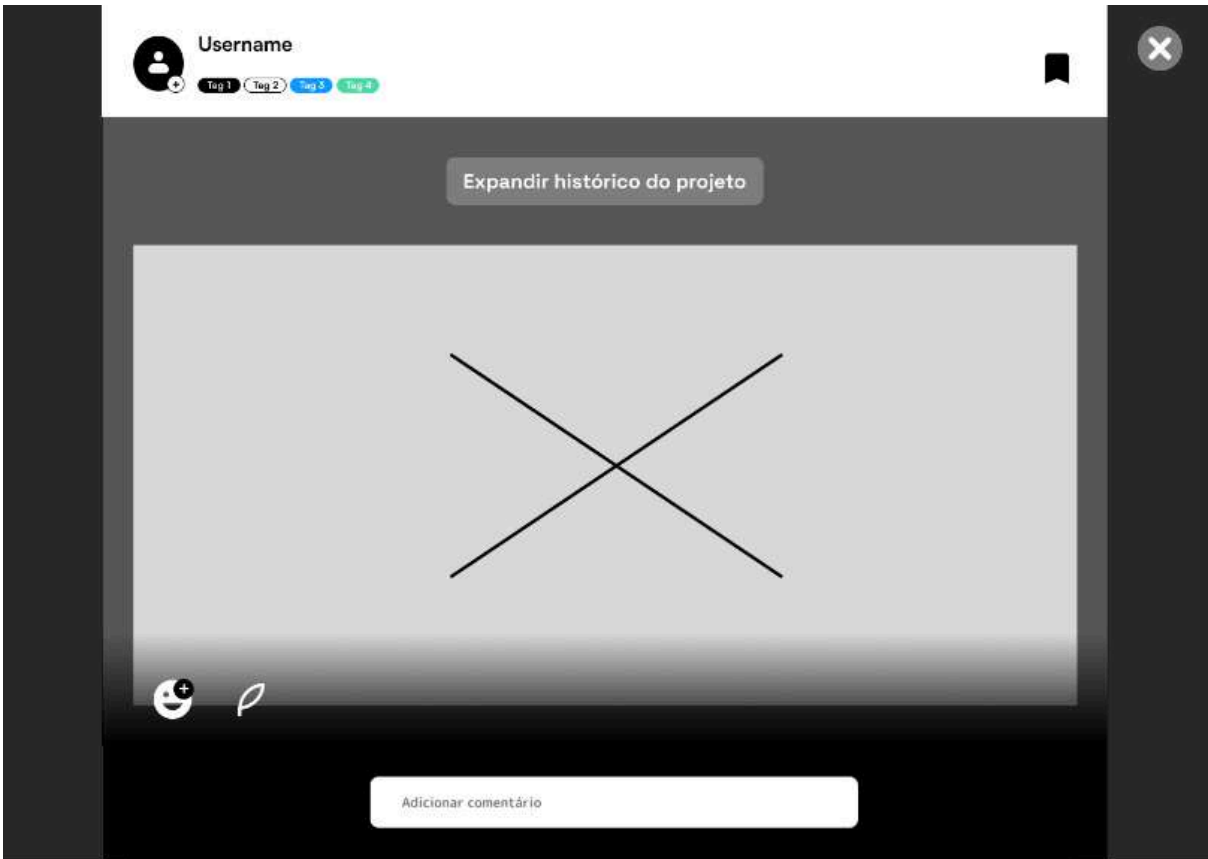 Username
Tag 1 Tag 2 Tag 3 Tag 4
Expandir histórico do projeto
Adicionar comentário